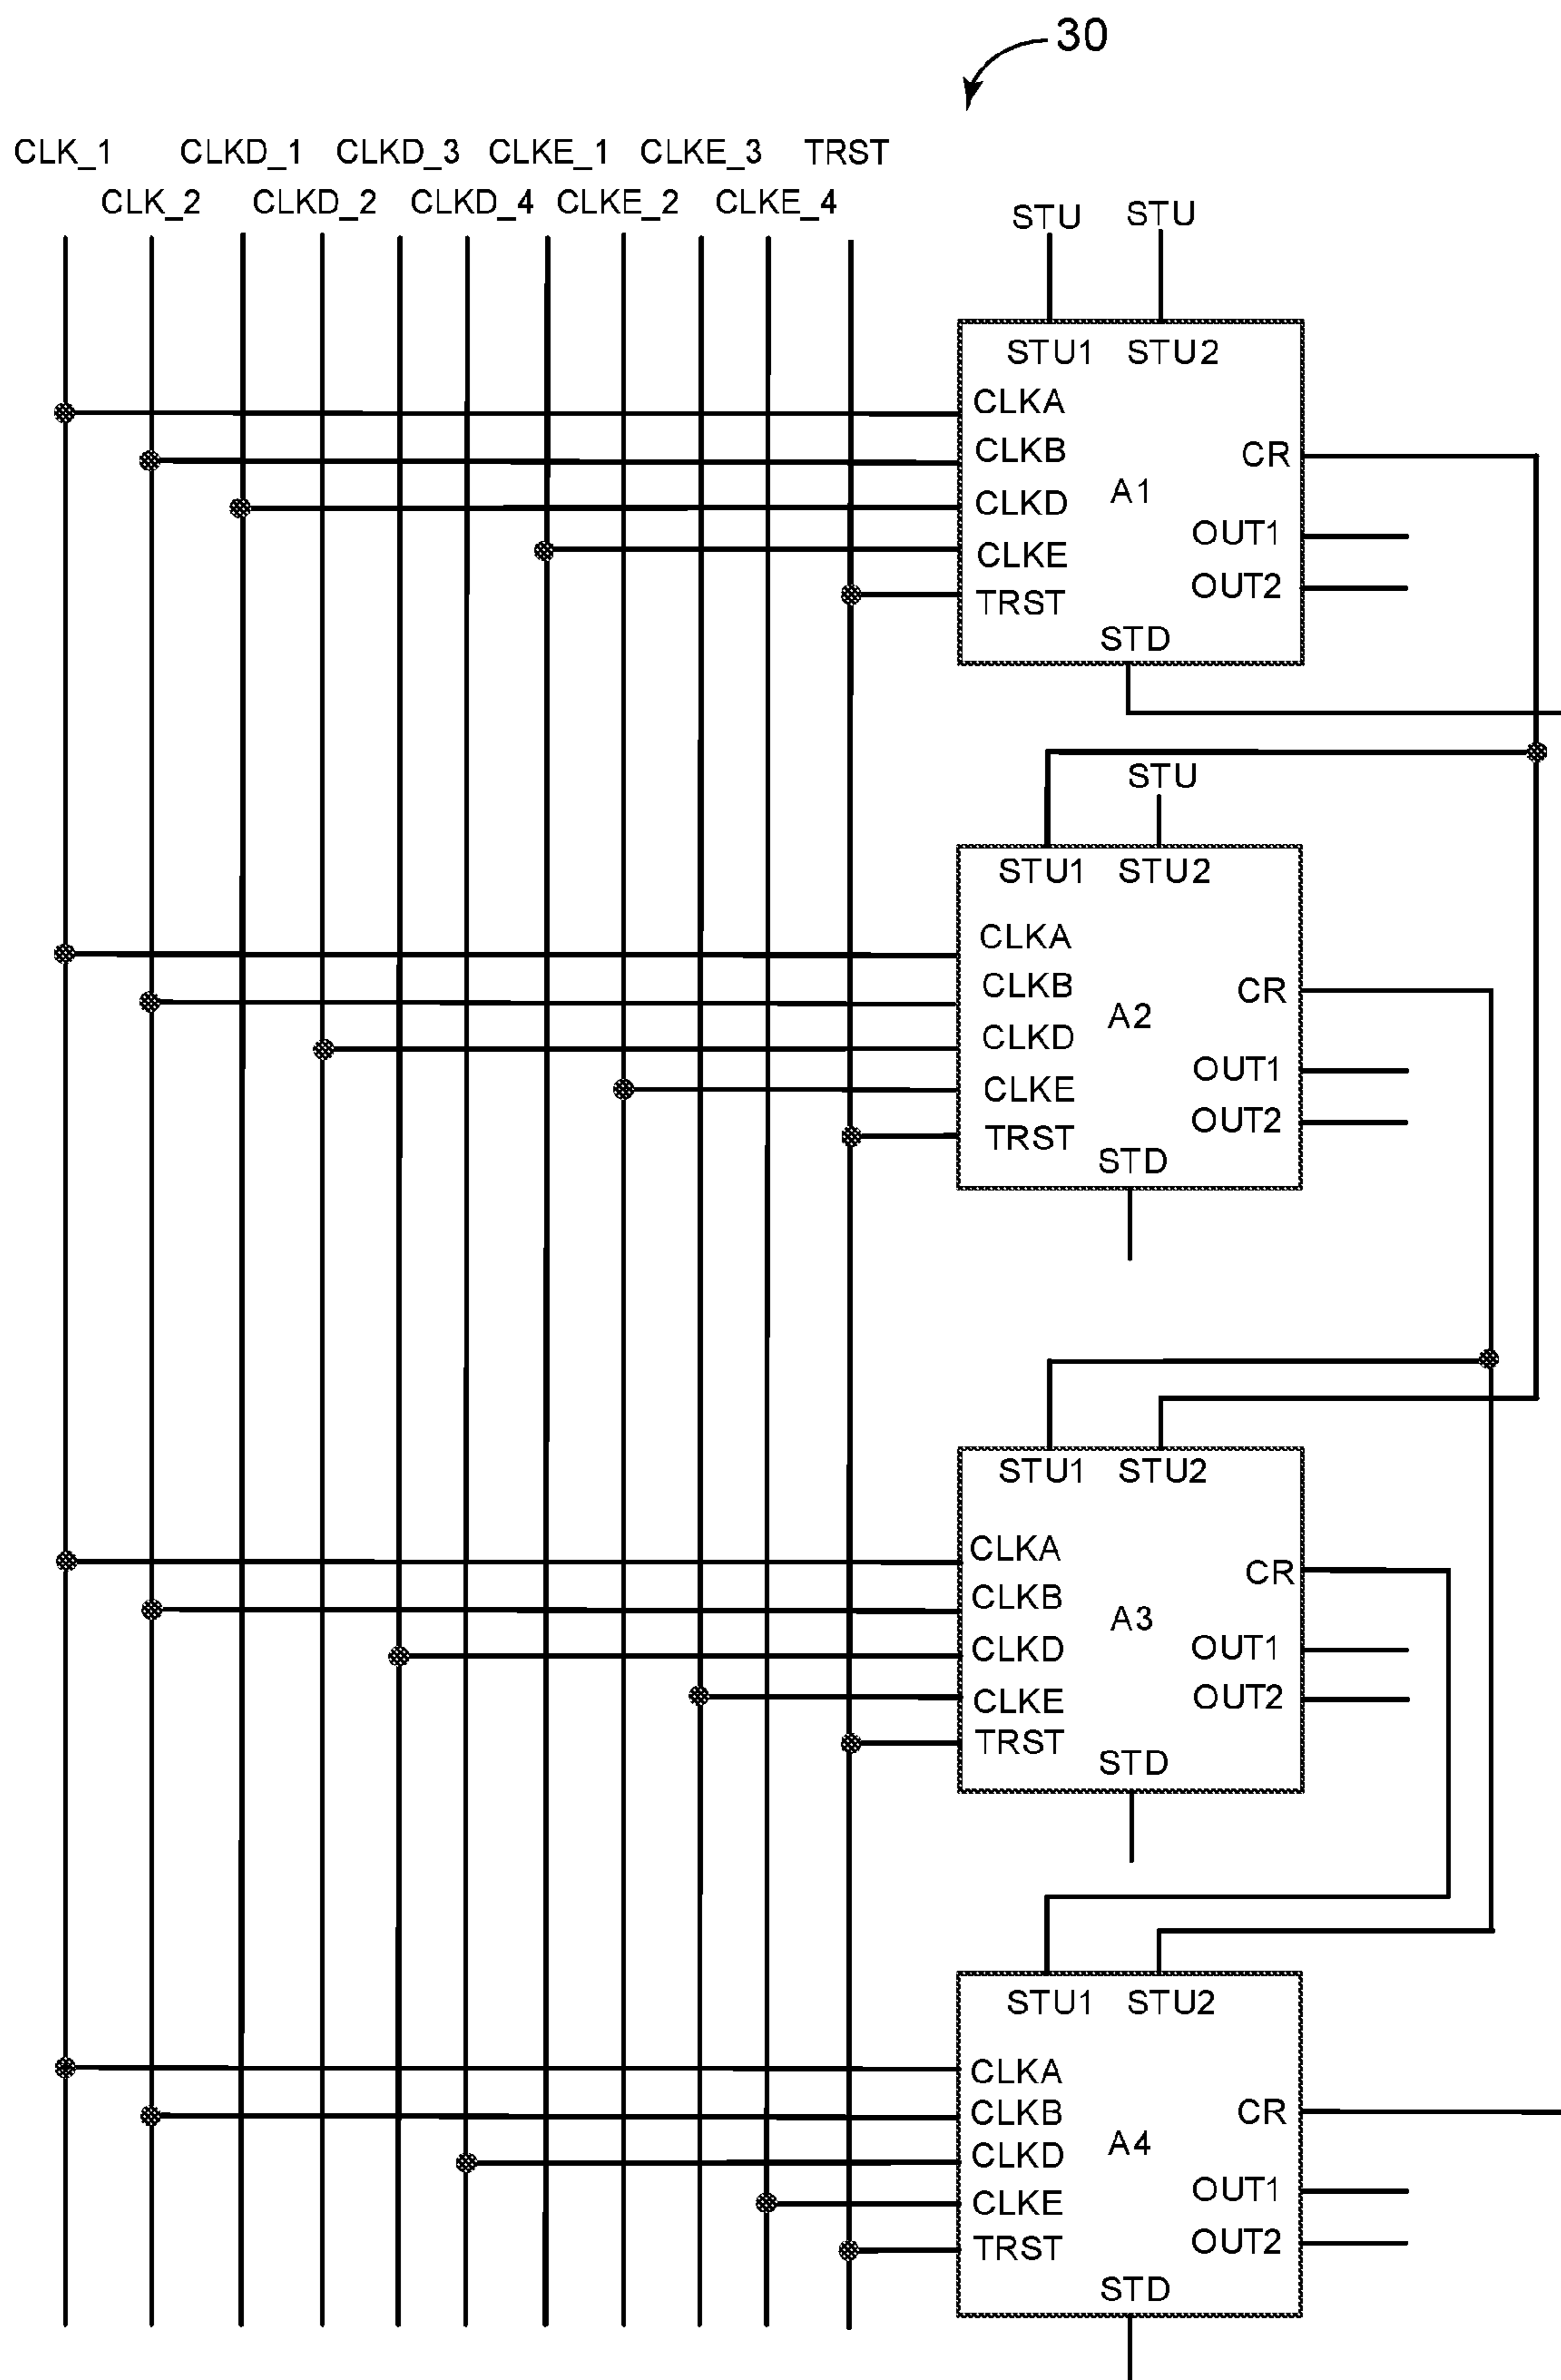 30
CLK_1 CLKD_1 CLKD_3 CLKE_1 CLKE_3 TRST
CLK_2 CLKD_2 CLKD_4 CLKE_2 CLKE_4
STU STU
STU1 STU2
CLKA
CLKB
CR
A1
CLKD
OUT1
CLKE
OUT2
TRST
STD
STU
STU1 STU2
CLKA
CLKB
CR
A2
CLKD
OUT1
CLKE
OUT2
TRST
STD
STU1 STU2
CLKA
CR
CLKB
A3
CLKD
OUT1
CLKE
OUT2
TRST
STD
STU1 STU2
CLKA
CLKB
CR
A4
CLKD
OUT1
CLKE
OUT2
TRST
STD